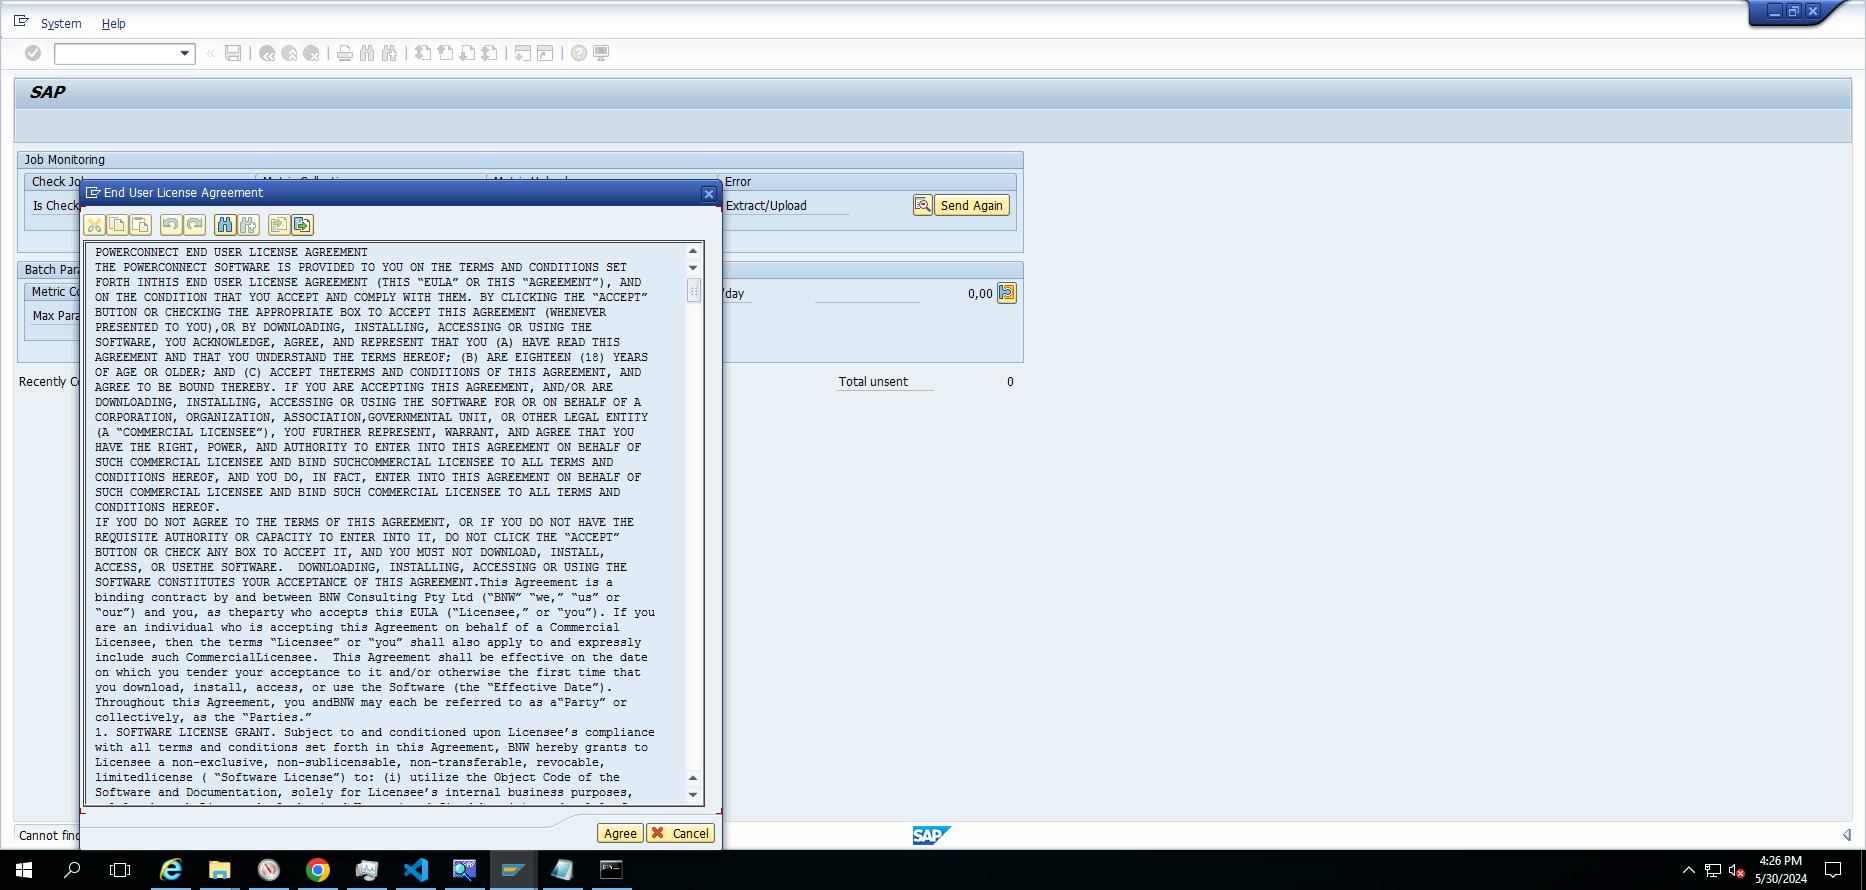 System Help
SAP
Job Monitoring
Check Jo
Error
Is Check
Extract/Upload
Send Again
Batch Para
Metric Co
/day
0,00
Max Para
Recently Co
Total unsent
0
End User License Agreement
POWERCONNECT END USER LICENSE AGREEMENT
THE POWERCONNECT SOFTWARE IS PROVIDED TO YOU ON THE TERMS AND CONDITIONS SET
FORTH INTHIS END USER LICENSE AGREEMENT (THIS “EULA” OR THIS “AGREEMENT”), AND
ON THE CONDITION THAT YOU ACCEPT AND COMPLY WITH THEM. BY CLICKING THE “ACCEPT”
BUTTON OR CHECKING THE APPROPRIATE BOX TO ACCEPT THIS AGREEMENT (WHENEVER
PRESENTED TO YOU),OR BY DOWNLOADING, INSTALLING, ACCESSING OR USING THE
SOFTWARE, YOU ACKNOWLEDGE, AGREE, AND REPRESENT THAT YOU (A) HAVE READ THIS
AGREEMENT AND THAT YOU UNDERSTAND THE TERMS HEREOF; (B) ARE EIGHTEEN (18) YEARS
OF AGE OR OLDER; AND (C) ACCEPT THETERMS AND CONDITIONS OF THIS AGREEMENT, AND
AGREE TO BE BOUND THEREBY. IF YOU ARE ACCEPTING THIS AGREEMENT, AND/OR ARE
DOWNLOADING, INSTALLING, ACCESSING OR USING THE SOFTWARE FOR OR ON BEHALF OF A
CORPORATION, ORGANIZATION, ASSOCIATION,GOVERNMENTAL UNIT, OR OTHER LEGAL ENTITY
(A “COMMERCIAL LICENSEE”), YOU FURTHER REPRESENT, WARRANT, AND AGREE THAT YOU
HAVE THE RIGHT, POWER, AND AUTHORITY TO ENTER INTO THIS AGREEMENT ON BEHALF OF
SUCH COMMERCIAL LICENSEE AND BIND SUCHCOMMERCIAL LICENSEE TO ALL TERMS AND
CONDITIONS HEREOF, AND YOU DO, IN FACT, ENTER INTO THIS AGREEMENT ON BEHALF OF
SUCH COMMERCIAL LICENSEE AND BIND SUCH COMMERCIAL LICENSEE TO ALL TERMS AND
CONDITIONS HEREOF.
IF YOU DO NOT AGREE TO THE TERMS OF THIS AGREEMENT, OR IF YOU DO NOT HAVE THE
REQUISITE AUTHORITY OR CAPACITY TO ENTER INTO IT, DO NOT CLICK THE “ACCEPT”
BUTTON OR CHECK ANY BOX TO ACCEPT IT, AND YOU MUST NOT DOWNLOAD, INSTALL,
ACCESS, OR USETHE SOFTWARE.  DOWNLOADING, INSTALLING, ACCESSING OR USING THE
SOFTWARE CONSTITUTES YOUR ACCEPTANCE OF THIS AGREEMENT.This Agreement is a
binding contract by and between BNW Consulting Pty Ltd (“BNW” “we,” “us” or
“our”) and you, as theparty who accepts this EULA (“Licensee,” or “you”). If you
are an individual who is accepting this Agreement on behalf of a Commercial
Licensee, then the terms “Licensee” or “you” shall also apply to and expressly
include such CommercialLicensee.  This Agreement shall be effective on the date
on which you tender your acceptance to it and/or otherwise the first time that
you download, install, access, or use the Software (the “Effective Date”).
Throughout this Agreement, you andBNW may each be referred to as a“Party” or
collectively, as the “Parties.”
1. SOFTWARE LICENSE GRANT. Subject to and conditioned upon Licensee’s compliance
with all terms and conditions set forth in this Agreement, BNW hereby grants to
Licensee a non-exclusive, non-sublicensable, non-transferable, revocable,
limitedlicense ( “Software License”) to: (i) utilize the Object Code of the
Software and Documentation, solely for Licensee’s internal business purposes,
Agree Cancel
Cannot find
SAP
4:26 PM
5/30/2024